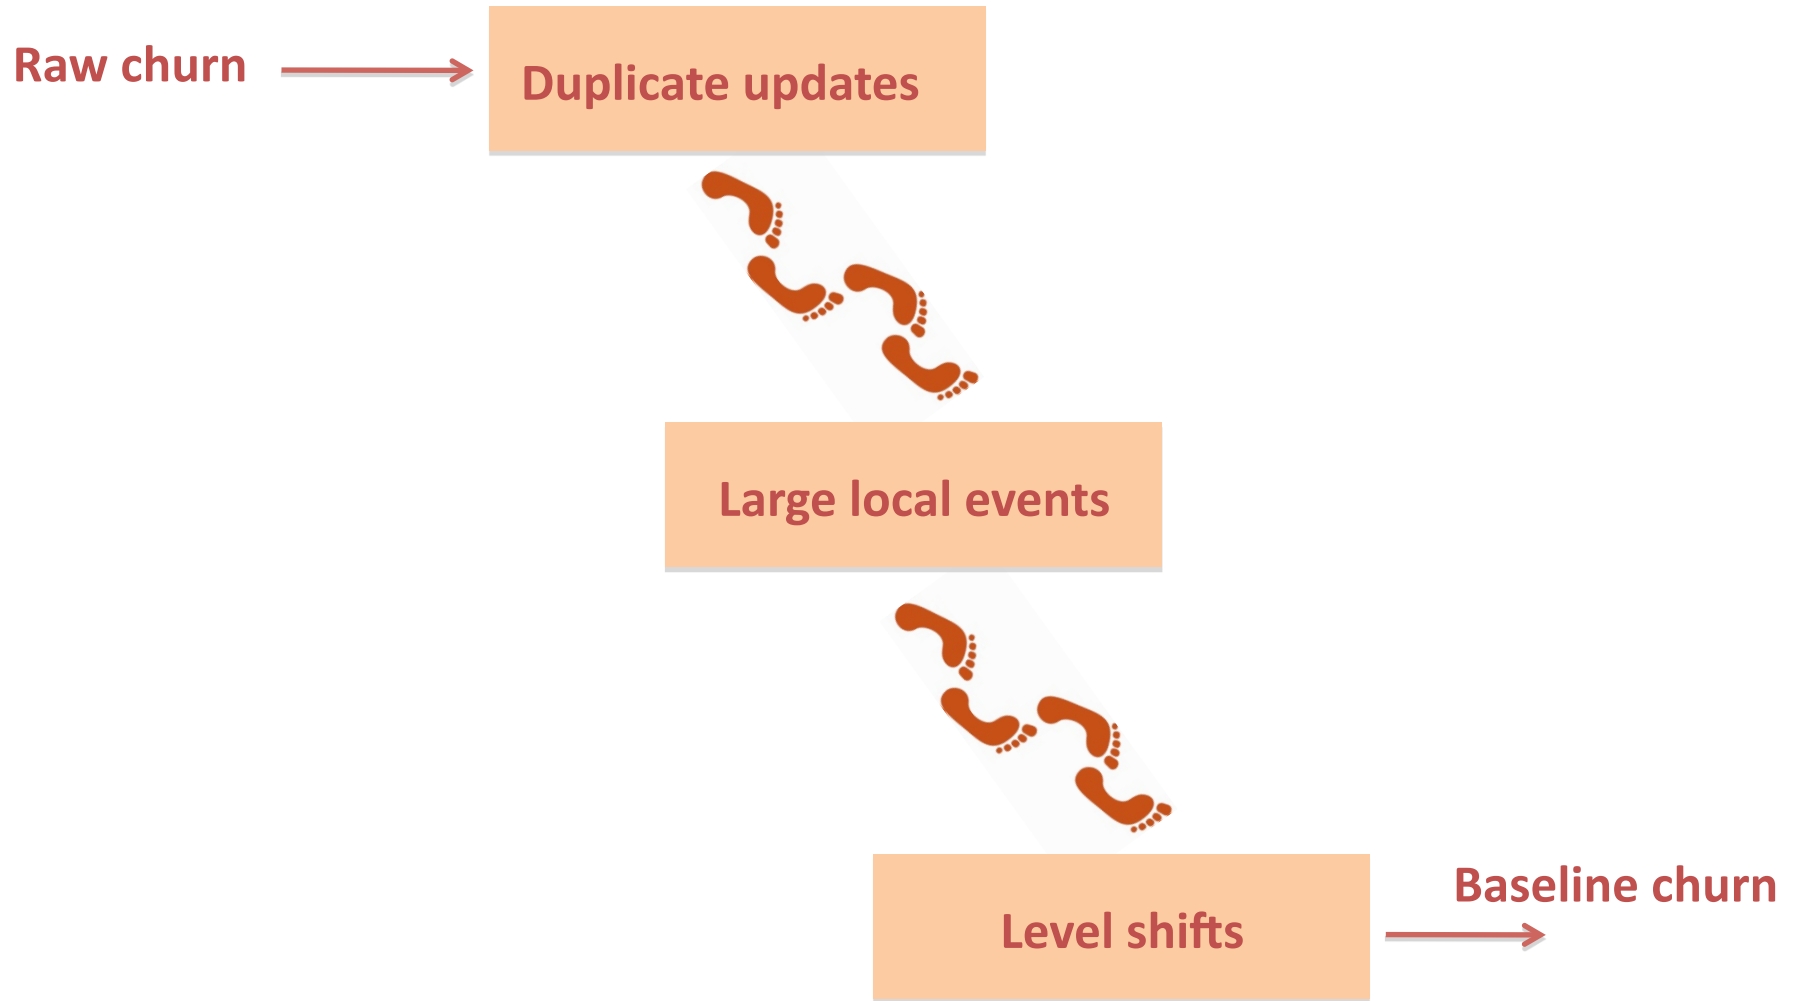 Raw churn
Duplicate updates
Large local events
Level shifts
Baseline churn